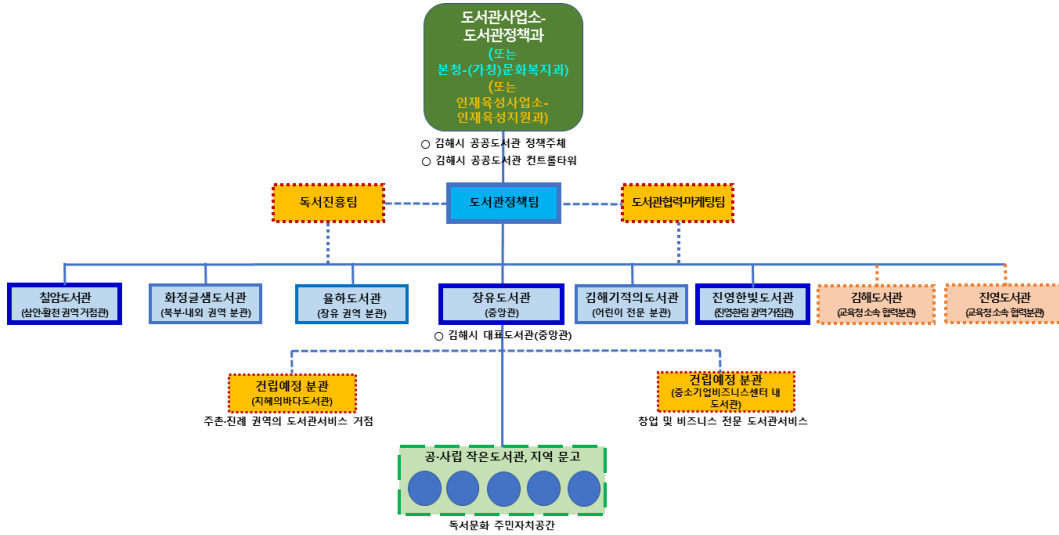 도서관사업소-
도서관정책과
(또는
본청-(가칭)문화복지과)
(또는
인재육성사업소-
인재육성지원과)
○ 김해시 공공도서관 정책주체
○ 김해시 공공도서관 컨트롤타워
독서진흥팀
도서관정책팀
도서관협력·마케팅팀
칠암도서관
(삼안·활천 권역 거점관)
화정글샘도서관
(북부·내외 권역 분관)
율하도서관
(장유 권역 분관)
장유도서관
(중앙관)
김해기적의도서관
(어린이 전문 분관)
진영한빛도서관
(진영한림 권역거점관)
김해도서관
(교육청 소속 협력분관)
진영도서관
(교육청 소속 협력분관)
○ 김해시 대표도서관(중앙관)
건립예정 분관
(지혜의바다도서관)
주촌·진례 권역의 도서관서비스 거점
건립예정 분관
(중소기업비즈니스센터 내
도서관)
창업 및 비즈니스 전문 도서관서비스
공·사립 작은도서관, 지역 문고
독서문화 주민자치공간